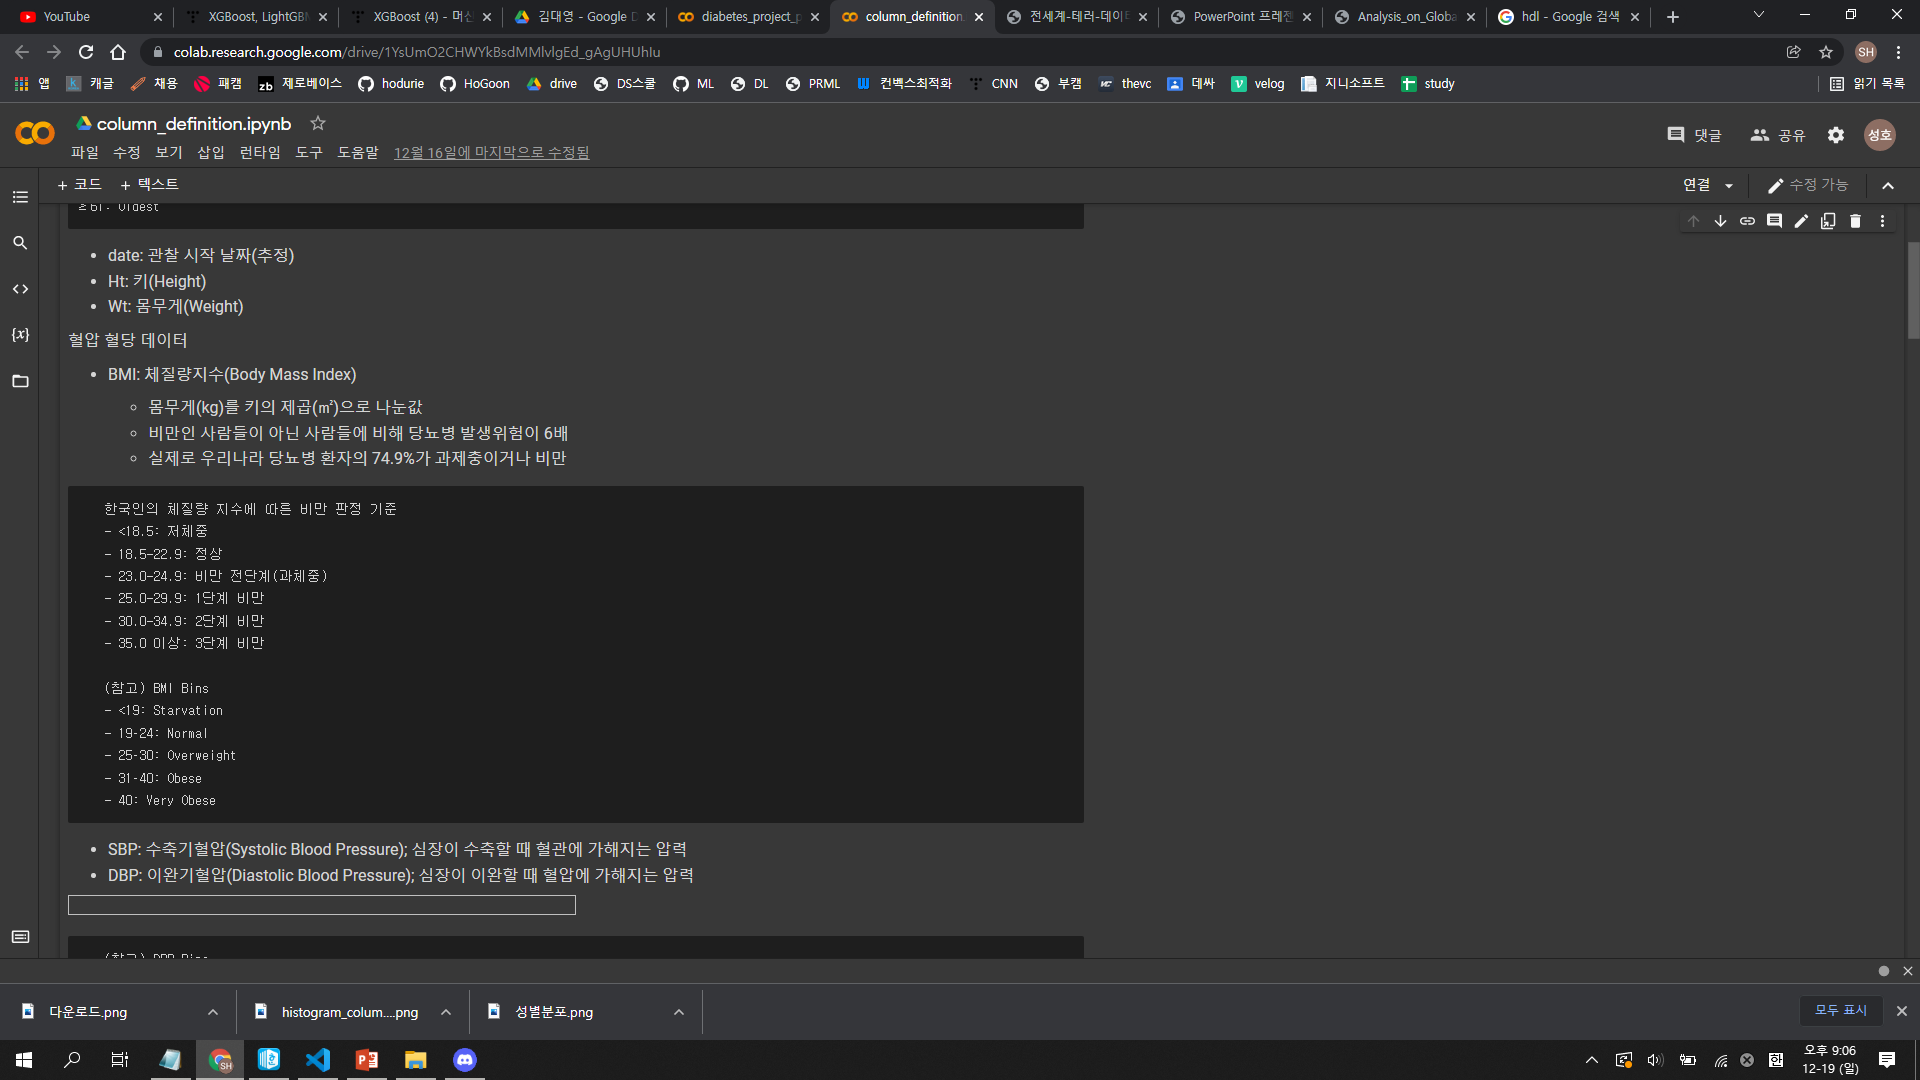 YouTube
XGBoost, LightGBM
XGBoost (4) - 머신
김대영 - Google D
diabetes_project_p
column_definition.
전세계-테러-데이터
PowerPoint 프레젠
Analysis_on_Globa
hdl - Google 검색
colab.research.google.com/drive/1YsUmO2CHWYkBsdMMlvlgEd_gAgUHUhlu
SH
앱
캐글
채용
패캠
zb 제로베이스
hodurie
HoGoon
drive
DS스쿨
ML
DL
PRML
컨벡스최적화
CNN
부캠
thevc
데싸
velog
지니소프트
study
읽기 목록
column_definition.ipynb
댓글
공유
성호
파일 수정 보기 삽입 런타임 도구 도움말 12월 16일에 마지막으로 수정됨
+ 코드 + 텍스트
연결
수정 가능
≥61: Oldest
• date: 관찰 시작 날짜(추정)
• Ht: 키(Height)
• Wt: 몸무게(Weight)
혈압 혈당 데이터
• BMI: 체질량지수(Body Mass Index)
◦ 몸무게(kg)를 키의 제곱(㎡)으로 나눈값
◦ 비만인 사람들이 아닌 사람들에 비해 당뇨병 발생위험이 6배
◦ 실제로 우리나라 당뇨병 환자의 74.9%가 과제충이거나 비만
한국인의 체질량 지수에 따른 비만 판정 기준
- <18.5: 저체중
- 18.5-22.9: 정상
- 23.0-24.9: 비만 전단계(과체중)
- 25.0-29.9: 1단계 비만
- 30.0-34.9: 2단계 비만
- 35.0 이상: 3단계 비만
(참고) BMI Bins
- <19: Starvation
- 19-24: Normal
- 25-30: Overweight
- 31-40: Obese
- 40: Very Obese
• SBP: 수축기혈압(Systolic Blood Pressure); 심장이 수축할 때 혈관에 가해지는 압력
• DBP: 이완기혈압(Diastolic Blood Pressure); 심장이 이완할 때 혈압에 가해지는 압력
(참고) DBP Bins
다운로드.png
histogram_colum....png
성별분포.png
모두 표시
한
오후 9:06
12-19 (일)